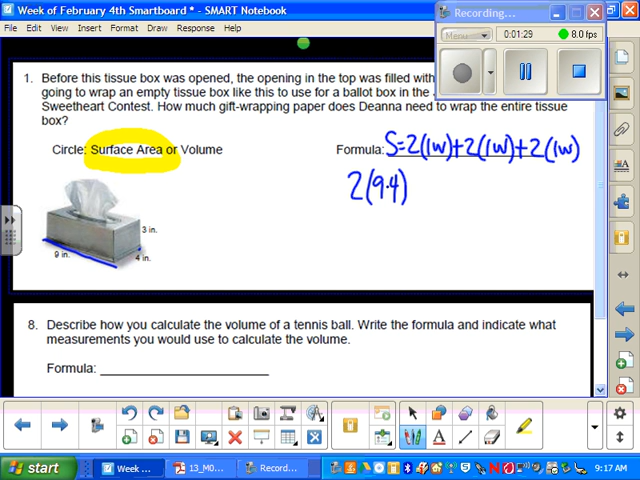 Week of February 4th Smartboard * - SMART Notebook
Recording...
File Edit View Insert Format Draw Response
Menu
0:01:29
8.0 fps
1. Before this tissue box was opened, the opening in the top was filled with
going to wrap an empty tissue box like this to use for a ballot box in the
Sweetheart Contest. How much gift-wrapping paper does Deanna need to wrap the entire tissue
box?
Circle: Surface Area or Volume
Formula: S=2(lw)+2(lw)+2(lw)
2(9·4)
3 in.
9 in.
4 in.
8. Describe how you calculate the volume of a tennis ball. Write the formula and indicate what
measurements you would use to calculate the volume.
Formula:
start
Week ...
13_M0...
Record...
9:17 AM